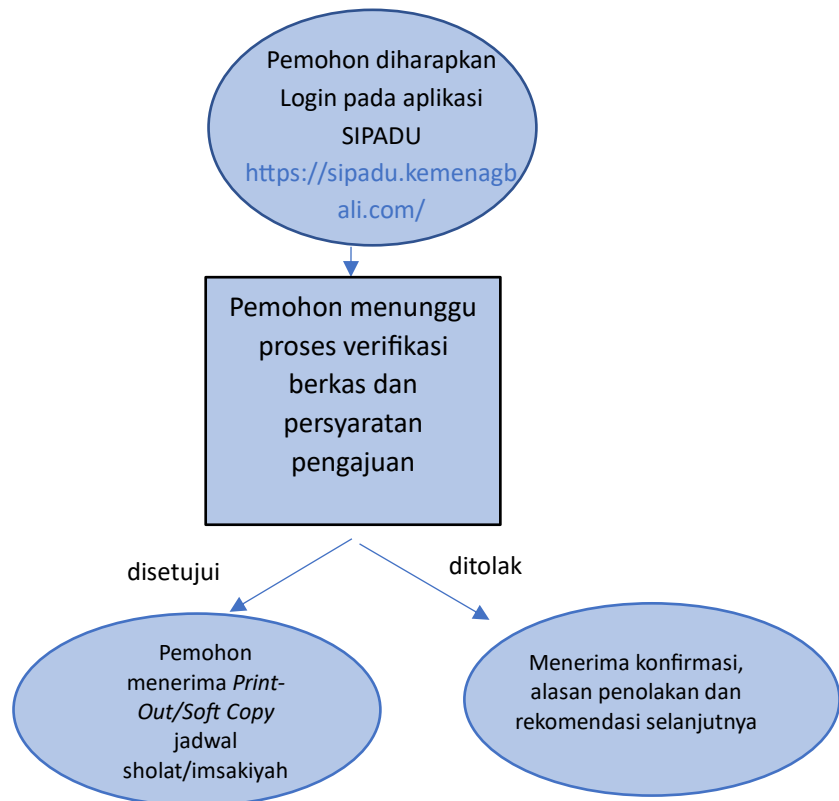 Pemohon diharapkan
Login pada aplikasi
SIPADU
https://sipadu.kemenagb
ali.com/
Pemohon menunggu
proses verifikasi
berkas dan
persyaratan
pengajuan
disetujui
ditolak
Pemohon
menerima Print-
Out/Soft Copy
jadwal
sholat/imsakiyah
Menerima konfirmasi,
alasan penolakan dan
rekomendasi selanjutnya